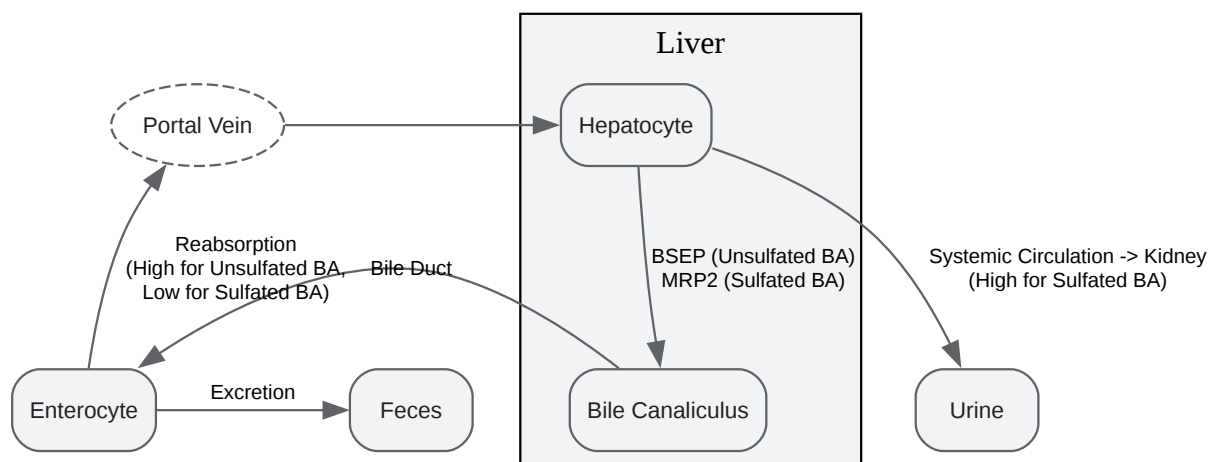 Liver
Portal Vein
Hepatocyte
Reabsorption
(High for Unsulfated BA,
Low for Sulfated BA)
Bile Duct
BSEP (Unsulfated BA)
MRP2 (Sulfated BA)
Systemic Circulation -> Kidney
(High for Sulfated BA)
Enterocyte
Excretion
Feces
Bile Canaliculus
Urine